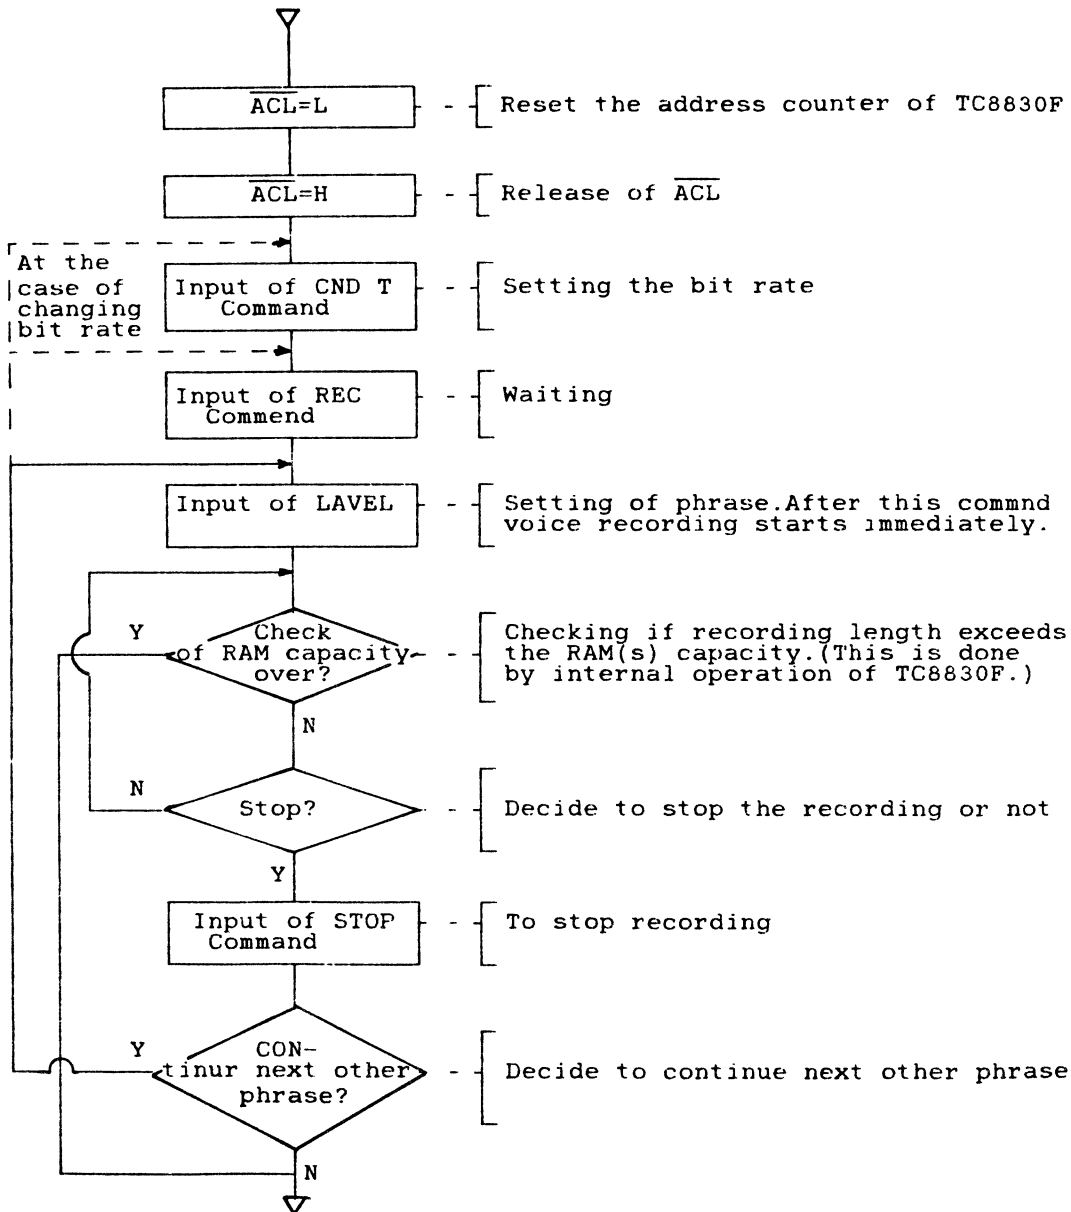 ACL=L
Reset the address counter of TC8830F
ACL=H
Release of ACL
At the
case of
changing
bit rate
Input of CND T
Command
Setting the bit rate
Input of REC
Commend
Waiting
Input of LAVEL
Setting of phrase.After this commnd
voice recording starts immediately.
Y
Check
of RAM capacity
over?
Checking if recording length exceeds
the RAM(s) capacity.(This is done
by internal operation of TC8830F.)
N
N
Stop?
Decide to stop the recording or not
Y
Input of STOP
Command
To stop recording
Y
CON-
tinur next other
phrase?
Decide to continue next other phrase
N